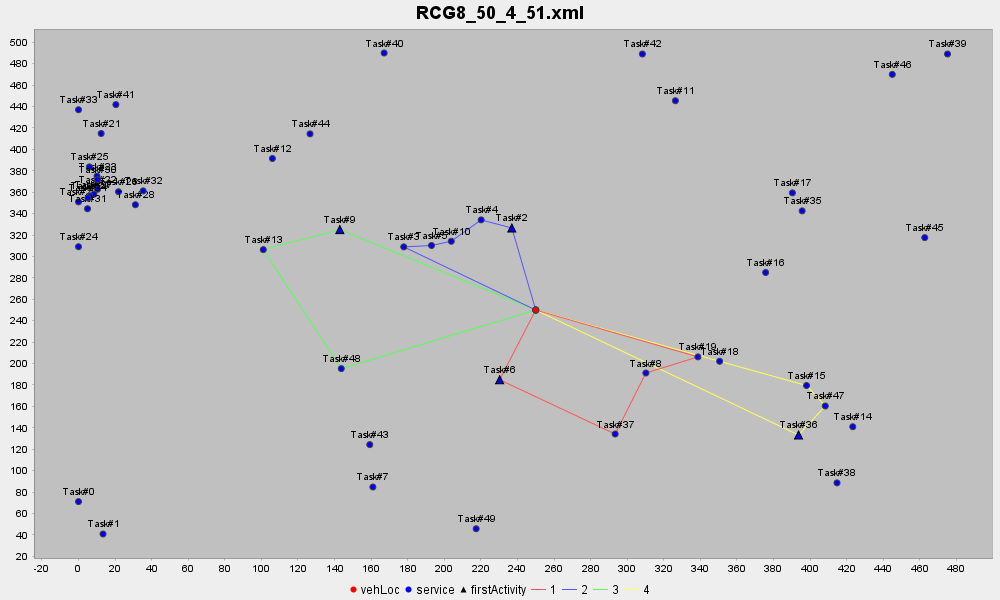 RCG8_50_4_51.xml
500
480
460
440
420
400
380
360
340
320
300
280
260
240
220
200
180
160
140
120
100
80
60
40
20
Task#40
Task#42
Task#39
Task#46
Task#11
Task#33
Task#41
Task#21
Task#44
Task#12
Task#25
Task#32
Task#28
Task#31
Task#17
Task#35
Task#24
Task#13
Task#9
Task#3
Task#10
Task#4
Task#2
Task#45
Task#16
Task#48
Task#6
Task#8
Task#19
Task#18
Task#15
Task#47
Task#14
Task#36
Task#37
Task#43
Task#38
Task#7
Task#0
Task#1
Task#49
-20 0 20 40 60 80 100 120 140 160 180 200 220 240 260 280 300 320 340 360 380 400 420 440 460 480
vehLoc service firstActivity 1 2 3 4